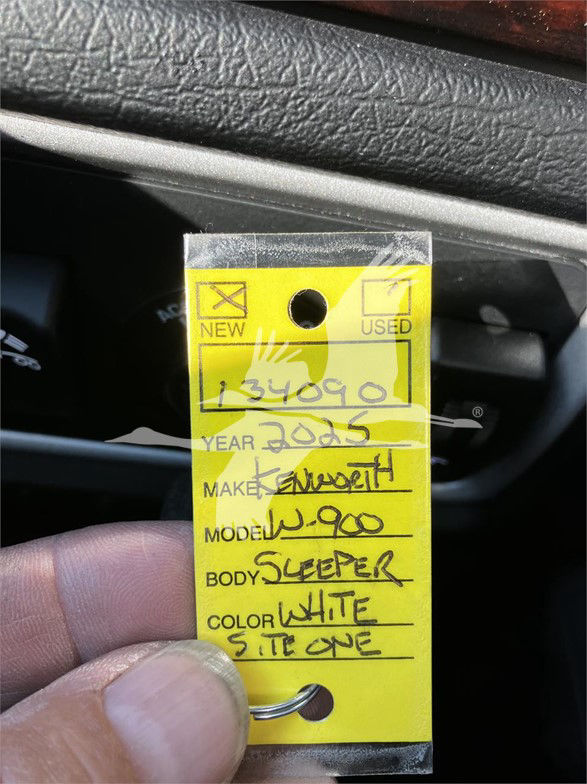 NEW USED
134090
YEAR 2025
MAKE KENWORTH
MODEL W-900
BODY SLEEPER
COLOR WHITE
SITE ONE